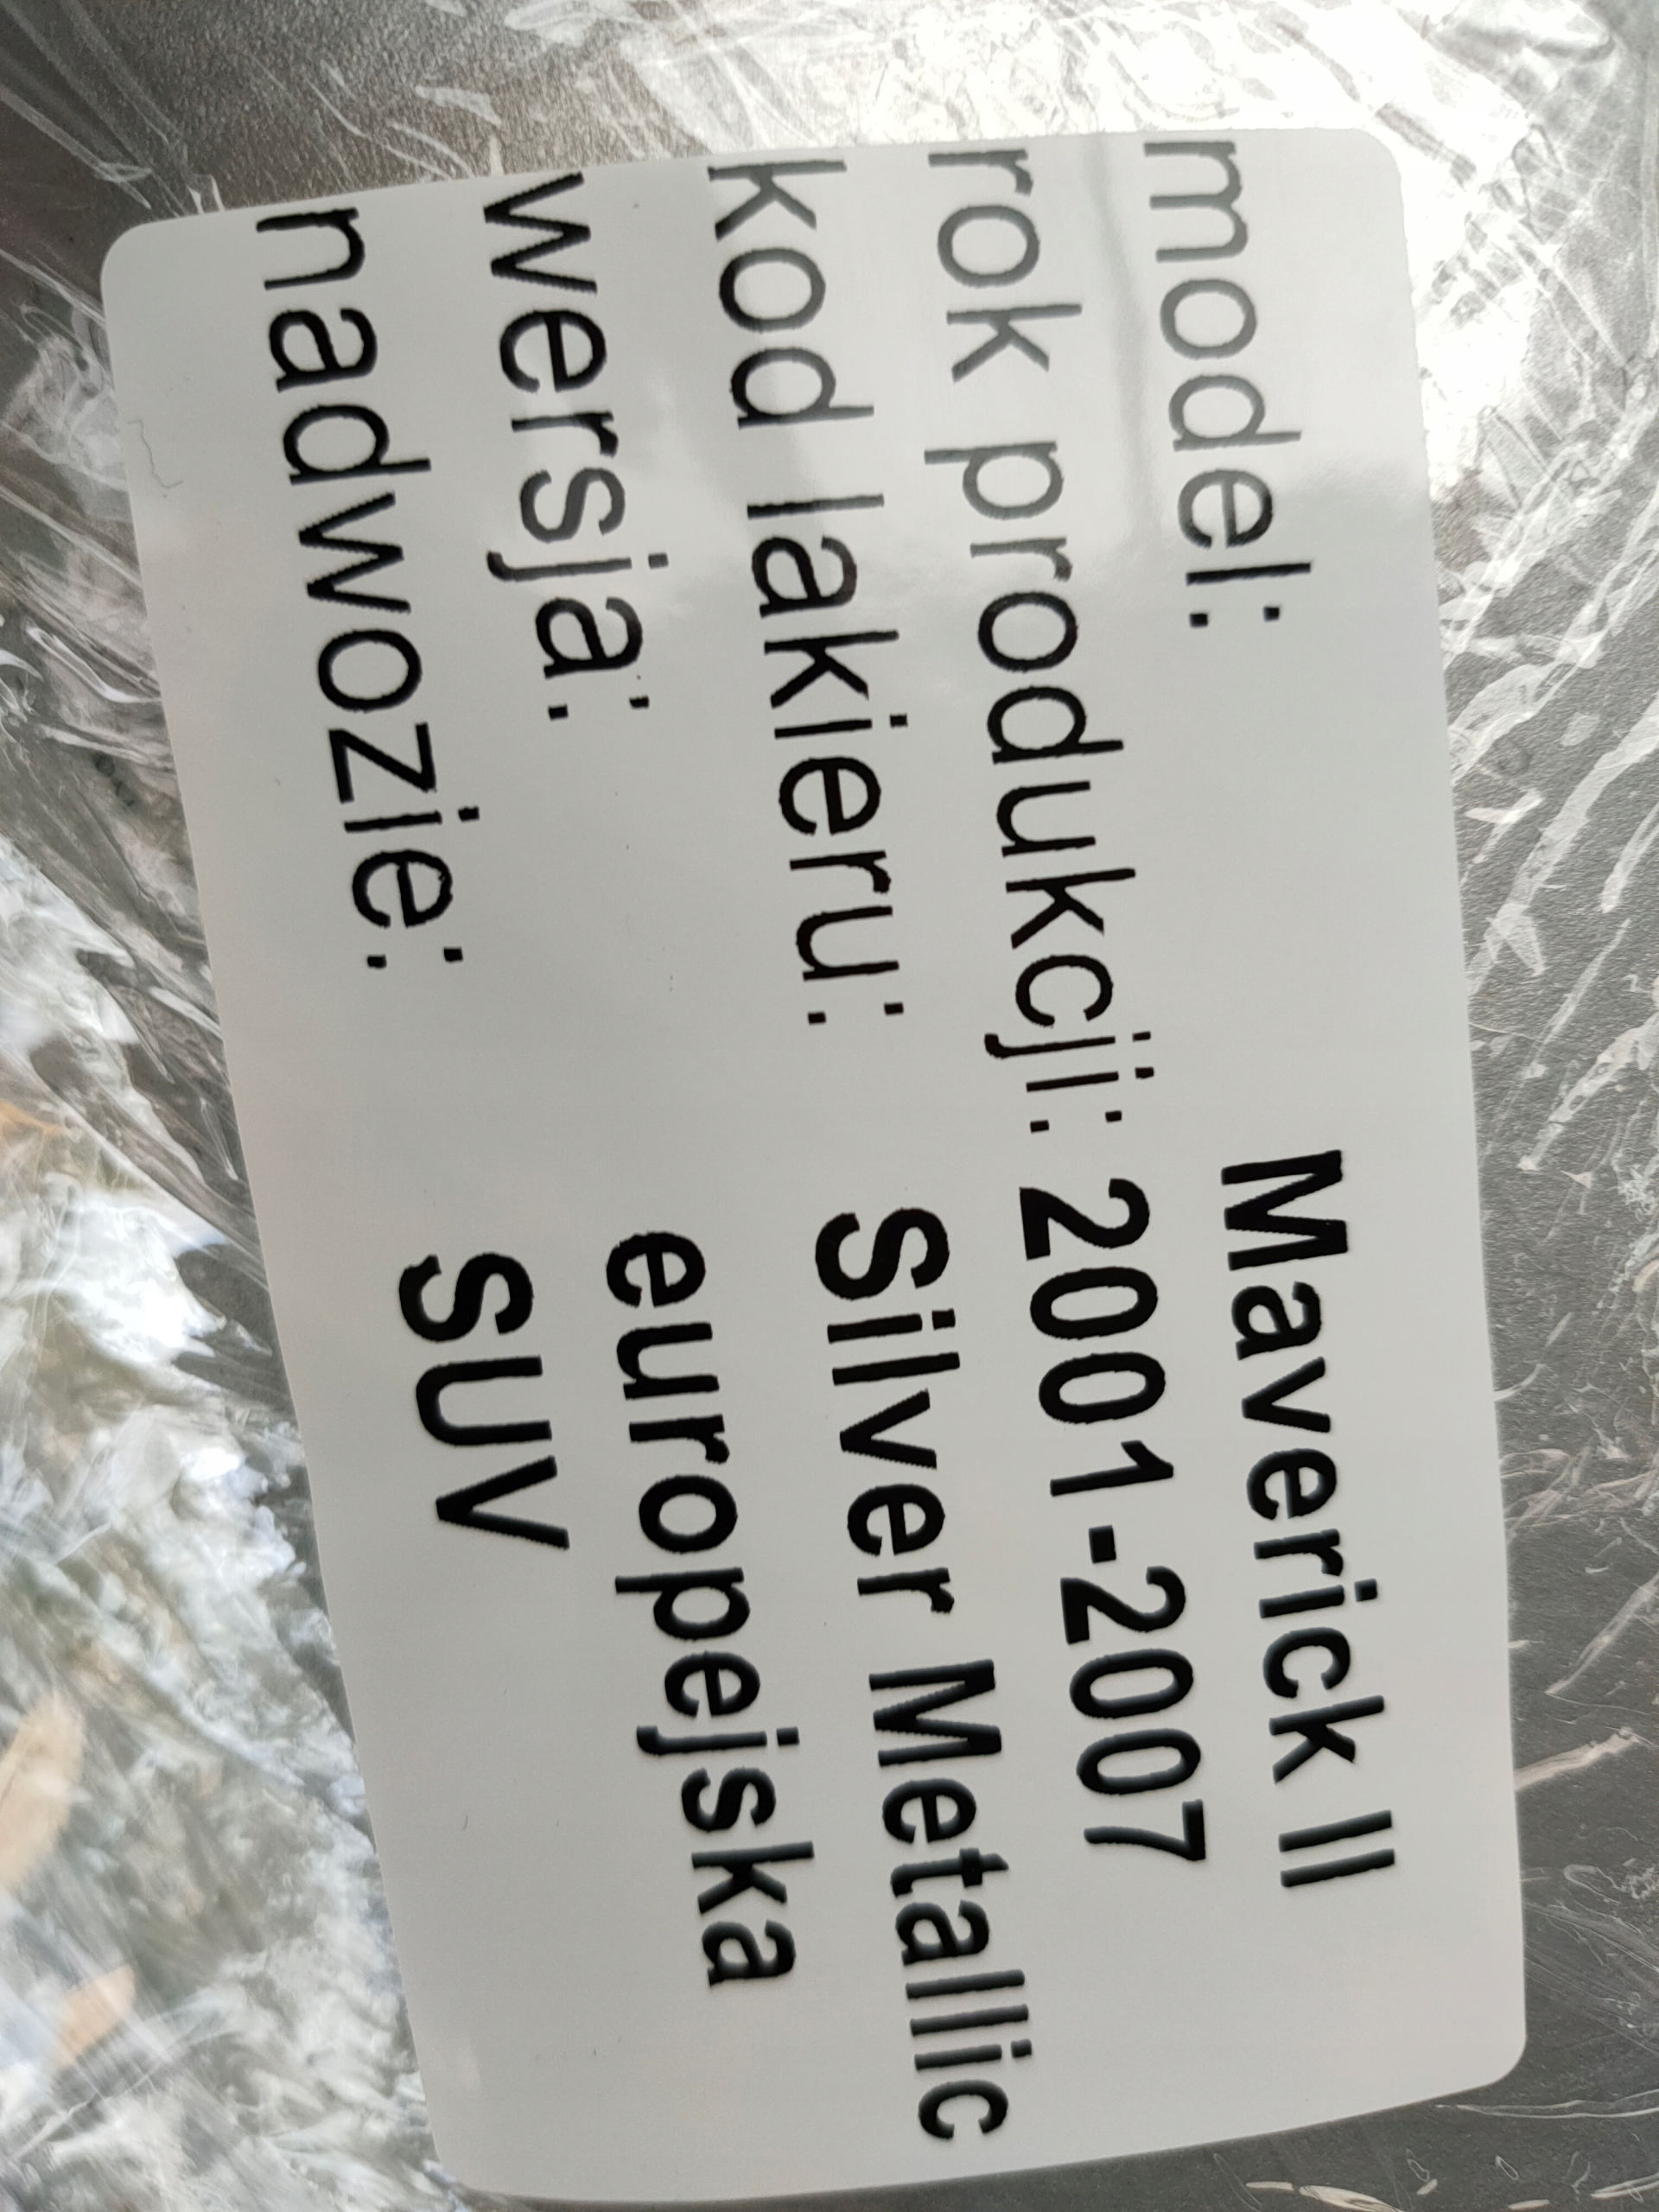 model: Maverick II
rok produkcji: 2001-2007
kod lakieru: Silver Metallic
wersja: europejska
nadwozie: SUV